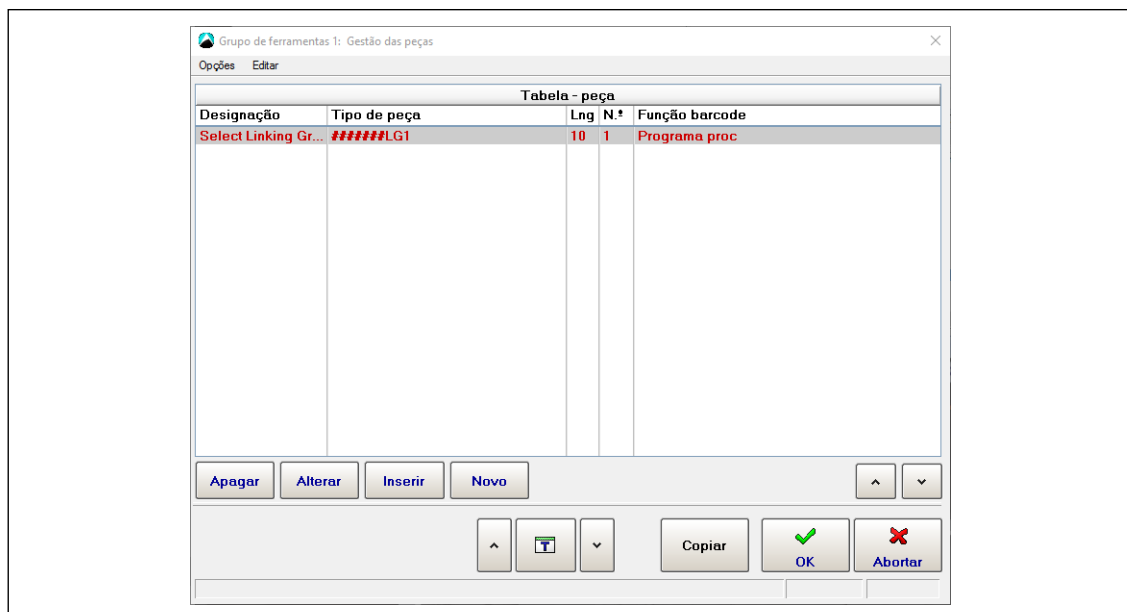 Grupo de ferramentas 1: Gestão das peças
Opções Editar
Tabela - peça
Designação Tipo de peça Lng N.º Função barcode
Select Linking Gr... #######LG1 10 1 Programa proc
Apagar Alterar Inserir Novo
T Copiar OK Abortar